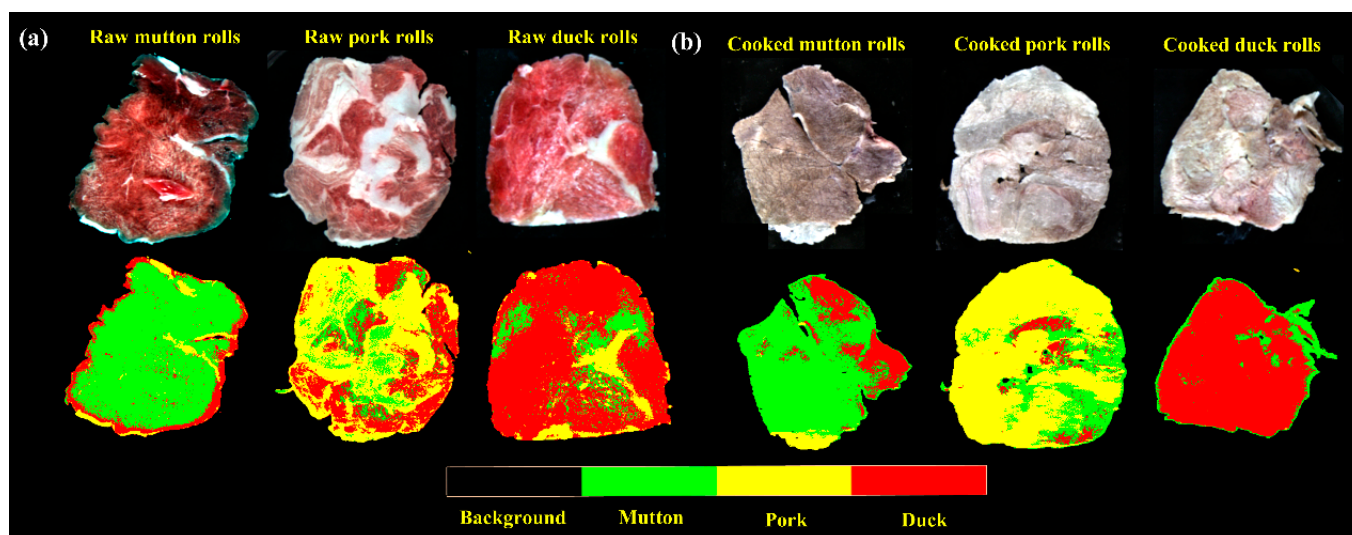 (a) Raw mutton rolls Raw pork rolls Raw duck rolls (b) Cooked mutton rolls Cooked pork rolls Cooked duck rolls
Background Mutton Pork Duck